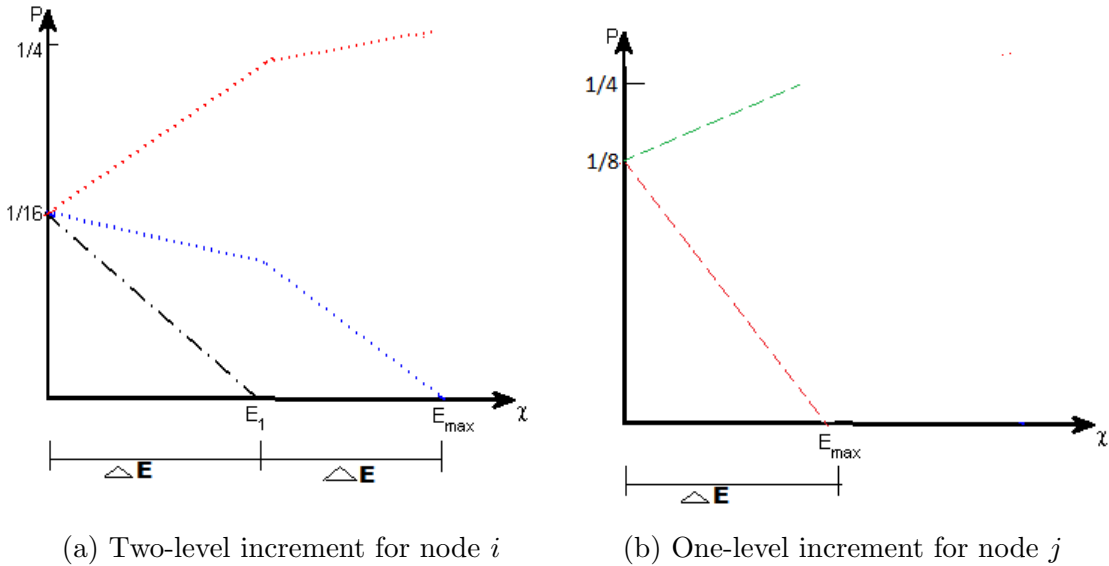 P
1/4
1/16
E1
Emax
χ
△E
△E
(a) Two-level increment for node i
P
1/4
1/8
Emax
χ
△E
(b) One-level increment for node j